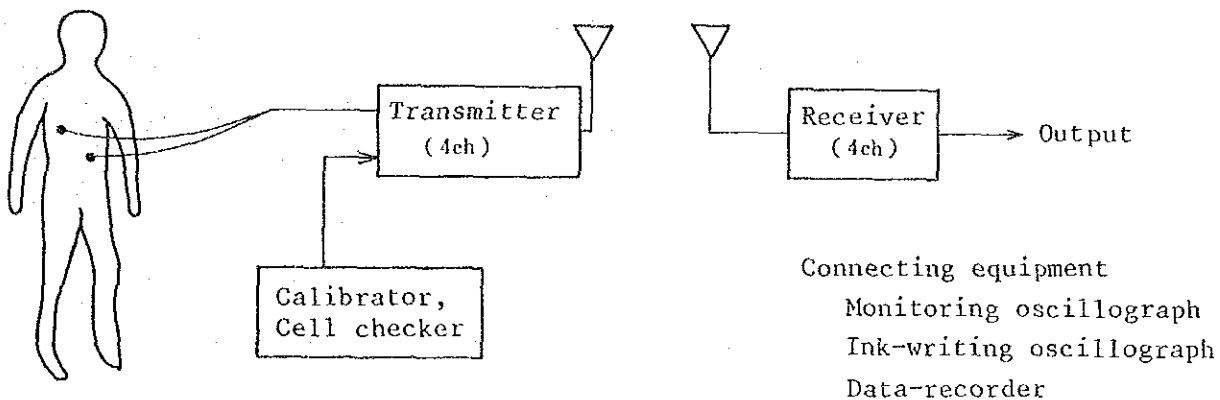 Transmitter
(4ch)
Receiver
(4ch)
Output
Calibrator,
Cell checker
Connecting equipment
Monitoring oscillograph
Ink-writing oscillograph
Data-recorder